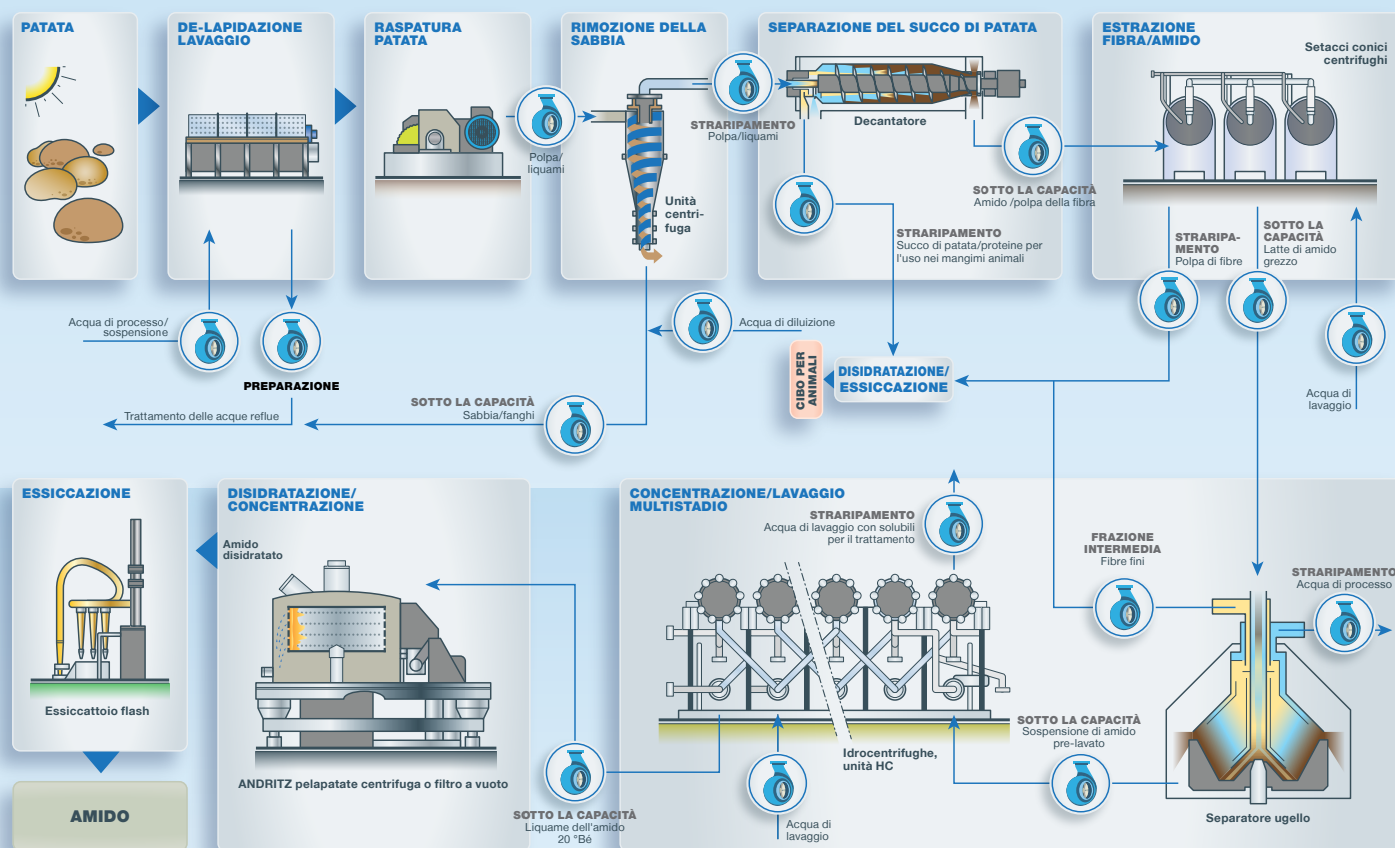 PATATA
DE-LAPIDAZIONE
LAVAGGIO
RASPATURA
PATATA
RIMOZIONE DELLA
SABBIA
SEPARAZIONE DEL SUCCO DI PATATA
ESTRAZIONE
FIBRA/AMIDO
Setacci conici
centrifughi
Polpa/
liquami
STRARIPAMENTO
Polpa/liquami
Decantatore
Unità
centri-
fuga
SOTTO LA CAPACITÀ
Amido /polpa della fibra
STRARIPAMENTO
Succo di patata/proteine per
l'uso nei mangimi animali
STRARIPA-
MENTO
Polpa di fibre
SOTTO LA
CAPACITÀ
Latte di amido
grezzo
Acqua di processo/
sospensione
PREPARAZIONE
Trattamento delle acque reflue
SOTTO LA CAPACITÀ
Sabbia/fanghi
Acqua di diluizione
CIBO PER
ANIMALI
DISIDRATAZIONE/
ESSICCAZIONE
Acqua di
lavaggio
ESSICCAZIONE
Essiccattoio flash
AMIDO
DISIDRATAZIONE/
CONCENTRAZIONE
Amido
disidratato
ANDRITZ pelapatate centrifuga o filtro a vuoto
SOTTO LA CAPACITÀ
Liquame dell'amido
20 °Bé
CONCENTRAZIONE/LAVAGGIO
MULTISTADIO
STRARIPAMENTO
Acqua di lavaggio con solubili
per il trattamento
Idrocentrifughe,
unità HC
Acqua di
lavaggio
FRAZIONE
INTERMEDIA
Fibre fini
STRARIPAMENTO
Acqua di processo
SOTTO LA CAPACITÀ
Sospensione di amido
pre-lavato
Separatore ugello